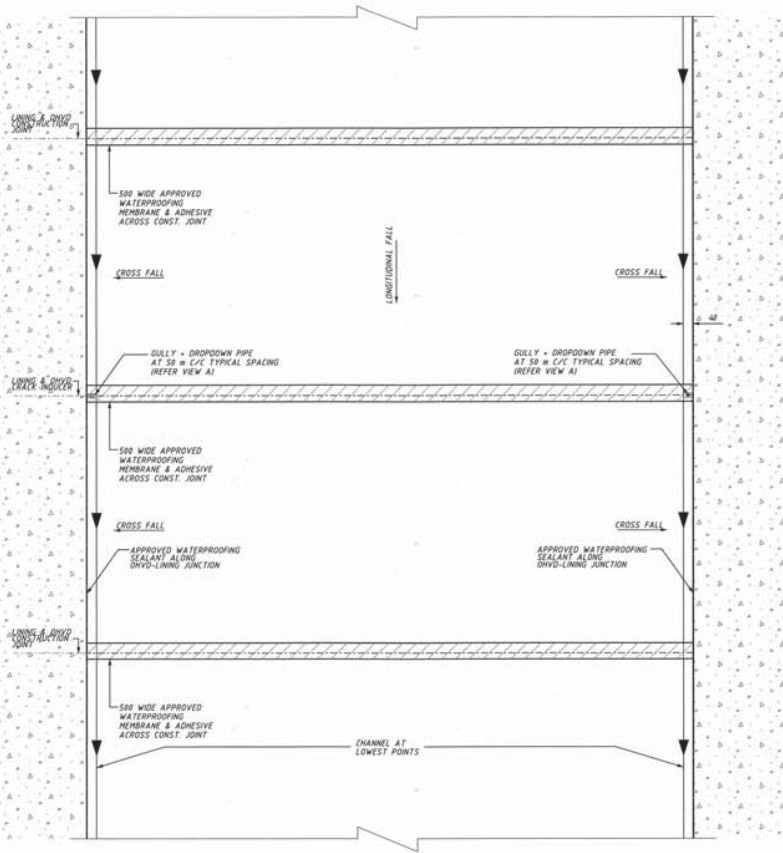 LINING & OHVD
CONSTRUCTION
JOINT
500 WIDE APPROVED
WATERPROOFING
MEMBRANE & ADHESIVE
ACROSS CONST. JOINT
LONGITUDINAL FALL
CROSS FALL
CROSS FALL
40
GULLY + DROPDOWN PIPE
AT 50 m C/C TYPICAL SPACING
(REFER VIEW A)
GULLY + DROPDOWN PIPE
AT 50 m C/C TYPICAL SPACING
(REFER VIEW A)
LINING & OHVD
CRACK INDUCER
500 WIDE APPROVED
WATERPROOFING
MEMBRANE & ADHESIVE
ACROSS CONST. JOINT
CROSS FALL
CROSS FALL
APPROVED WATERPROOFING
SEALANT ALONG
OHVD-LINING JUNCTION
APPROVED WATERPROOFING
SEALANT ALONG
OHVD-LINING JUNCTION
LINING & OHVD
CONSTRUCTION
JOINT
500 WIDE APPROVED
WATERPROOFING
MEMBRANE & ADHESIVE
ACROSS CONST. JOINT
CHANNEL AT
LOWEST POINTS